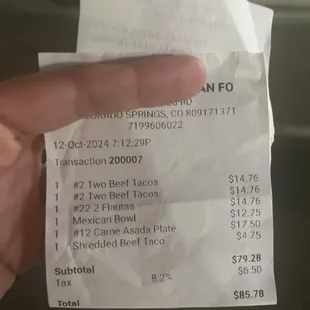 FO
RD
SPRINGS, CO 809171371
7199606022
12-Oct-2024 7:12:29P
Transaction 200007
1 #2 Two Beef Tacos $14.76
1 #2 Two Beef Tacos $14.76
1 #22 2 Flautas $14.76
1 Mexican Bowl $12.75
1 #12 Carne Asada Plate $17.50
1 Shredded Beef Taco $4.75
Subtotal $79.28
Tax 8.2% $6.50
Total $85.78